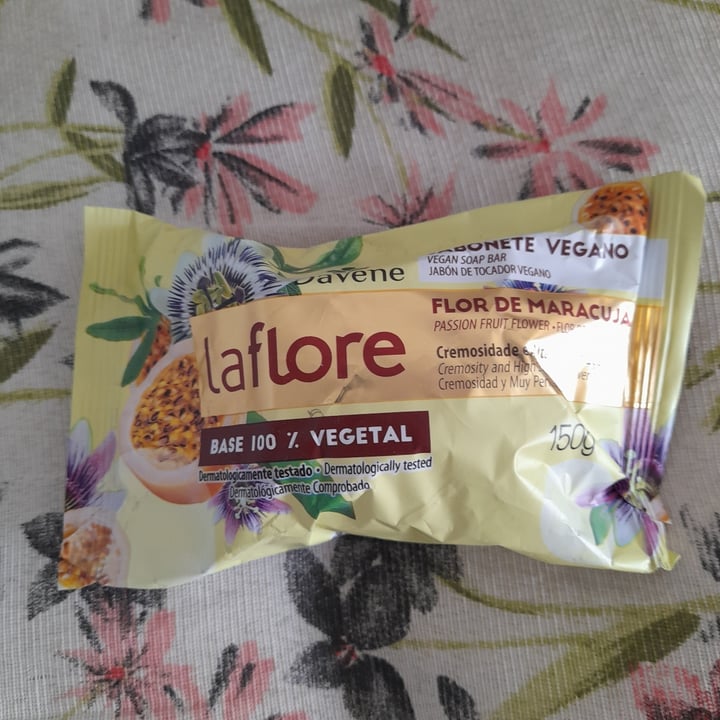 Davene
SABONETE VEGANO
VEGAN SOAP BAR
JABÓN DE TOCADOR VEGANO
laflore
FLOR DE MARACUJÁ
PASSION FRUIT FLOWER •
Cremosidade
Cremosity and High
Cremosidad y Muy
BASE 100 % VEGETAL
Dermatologicamente testado • Dermatologically tested
Dermatológicamente Comprobado
150g